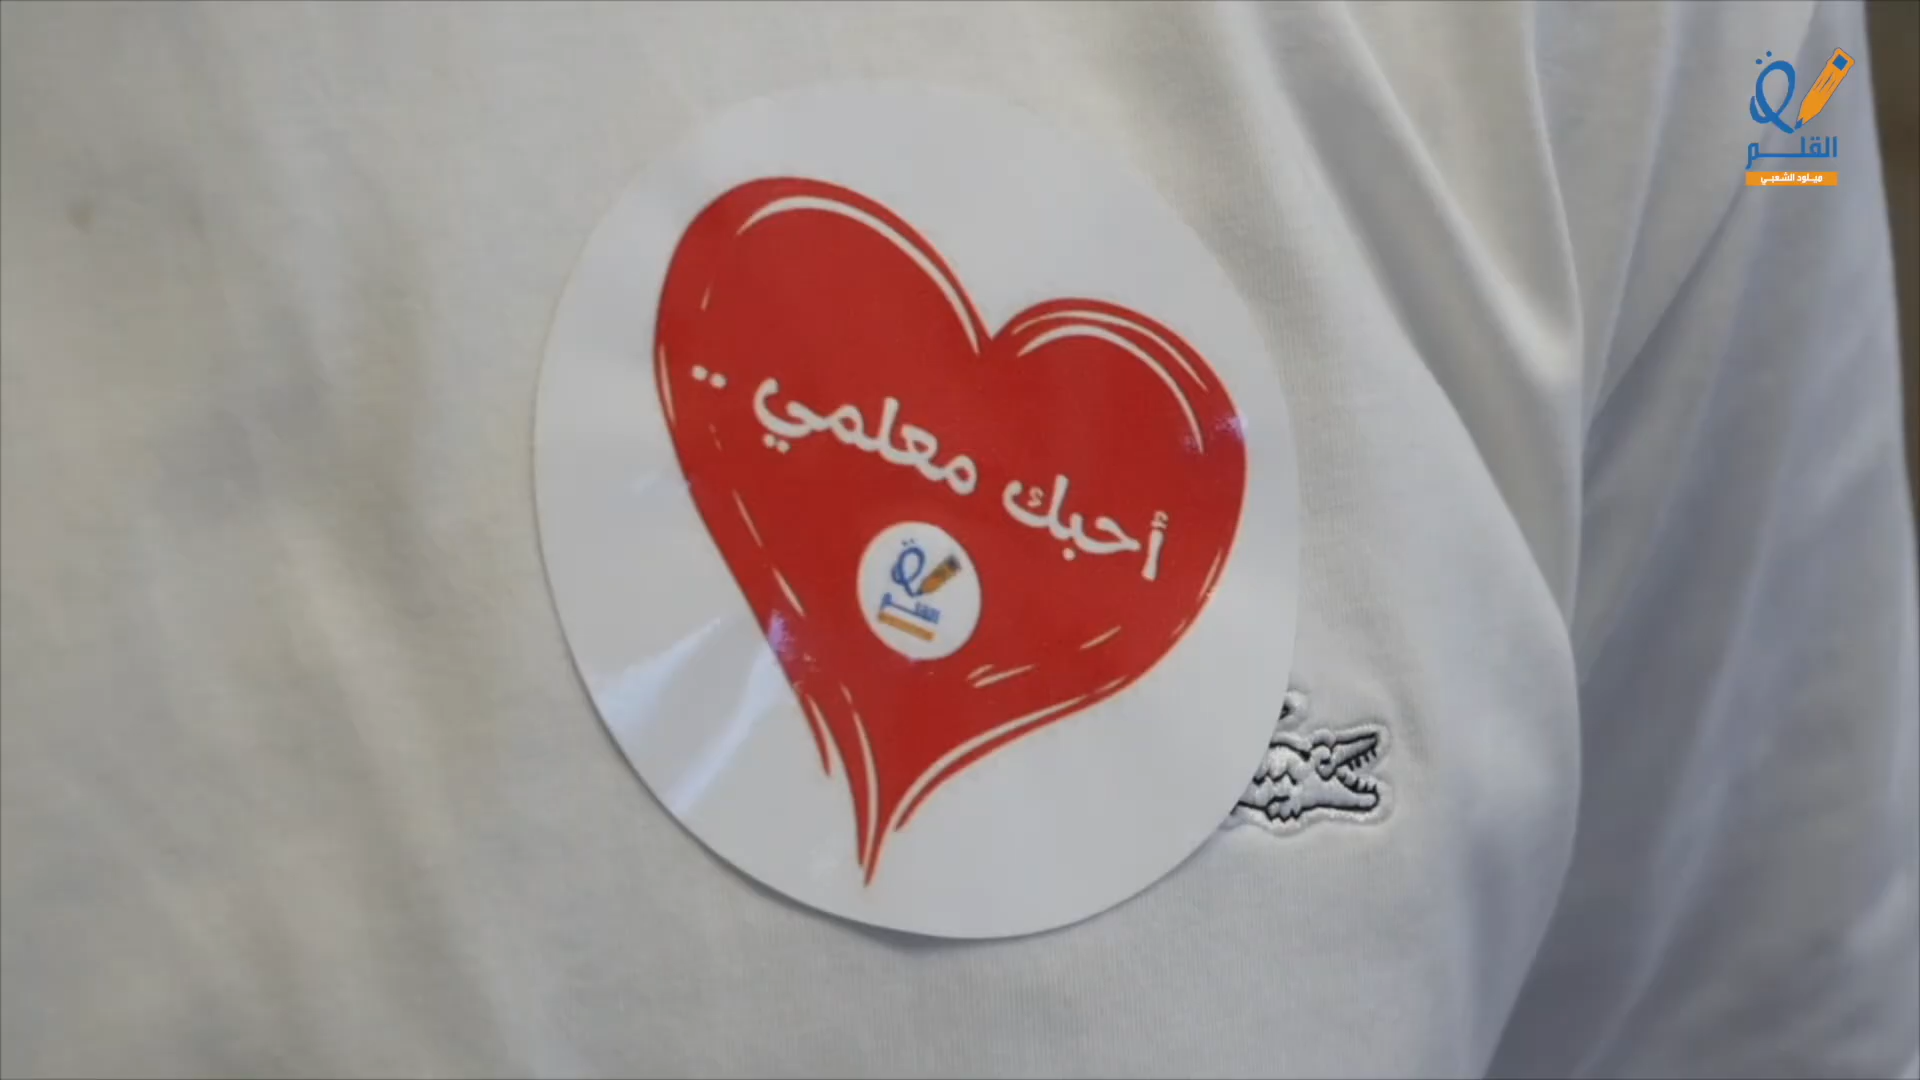 القلم
ميلود الشعبي
أحبك معلمي ..
القلم